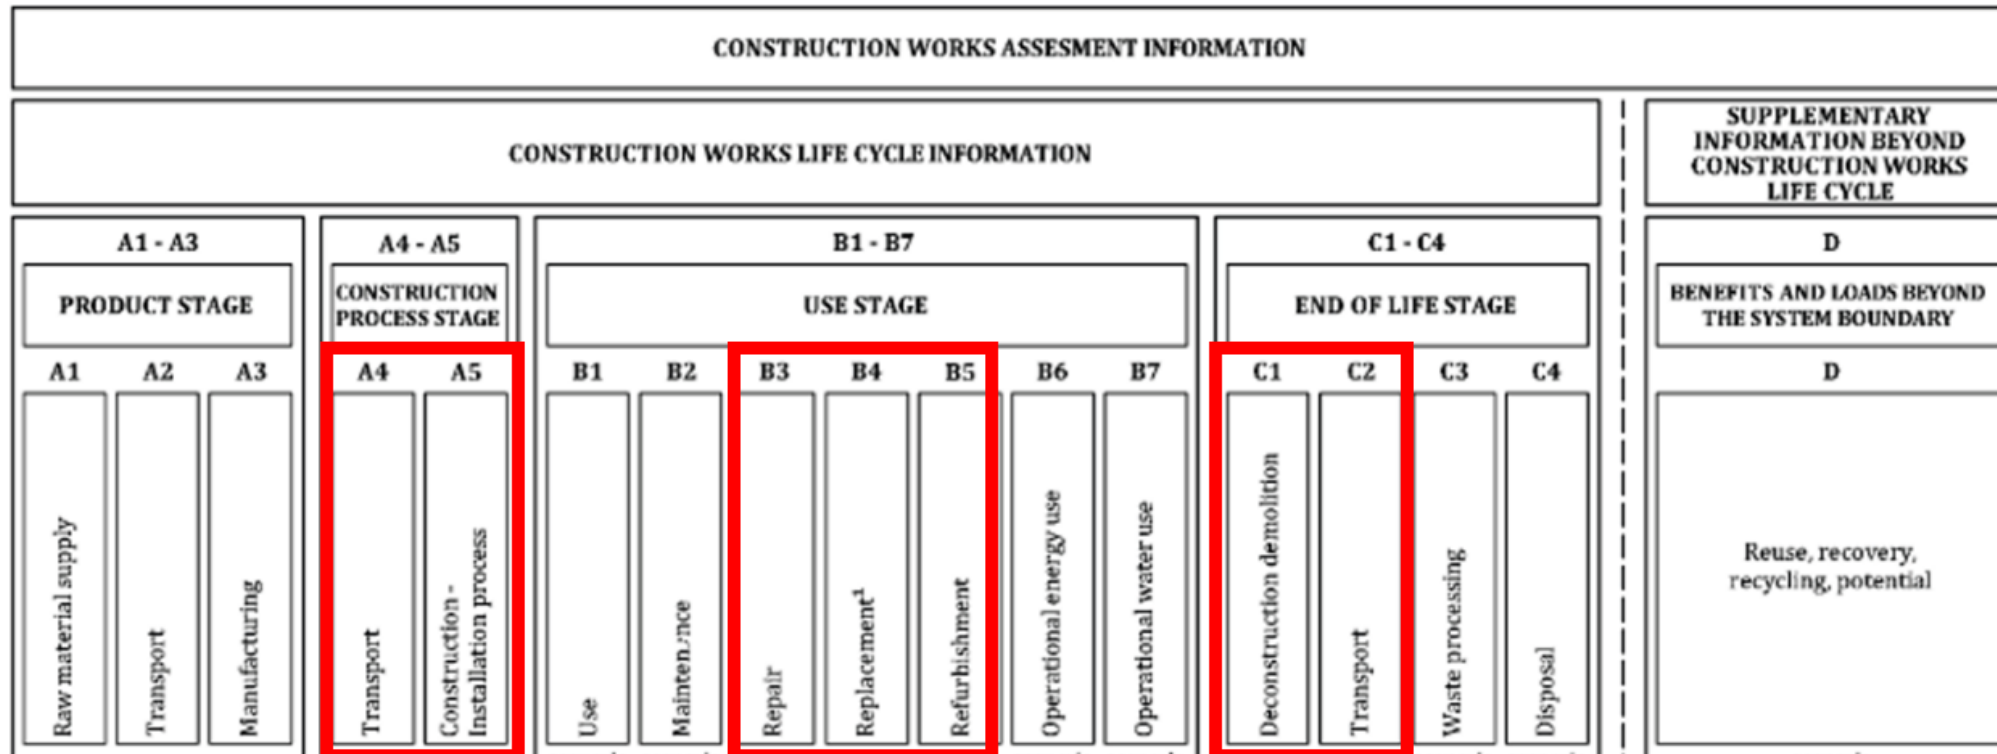 CONSTRUCTION WORKS ASSESMENT INFORMATION
CONSTRUCTION WORKS LIFE CYCLE INFORMATION
SUPPLEMENTARY
INFORMATION BEYOND
CONSTRUCTION WORKS
LIFE CYCLE
A1 - A3
PRODUCT STAGE
A4 - A5
CONSTRUCTION
PROCESS STAGE
B1 - B7
USE STAGE
C1 - C4
END OF LIFE STAGE
D
BENEFITS AND LOADS BEYOND
THE SYSTEM BOUNDARY
A1
A2
A3
A4
A5
B1
B2
B3
B4
B5
B6
B7
C1
C2
C3
C4
D
Raw material supply
Transport
Manufacturing
Transport
Construction -
Installation process
Use
Maintenance
Repair
Replacement¹
Refurbishment
Operational energy use
Operational water use
Deconstruction demolition
Transport
Waste processing
Disposal
Reuse, recovery,
recycling, potential